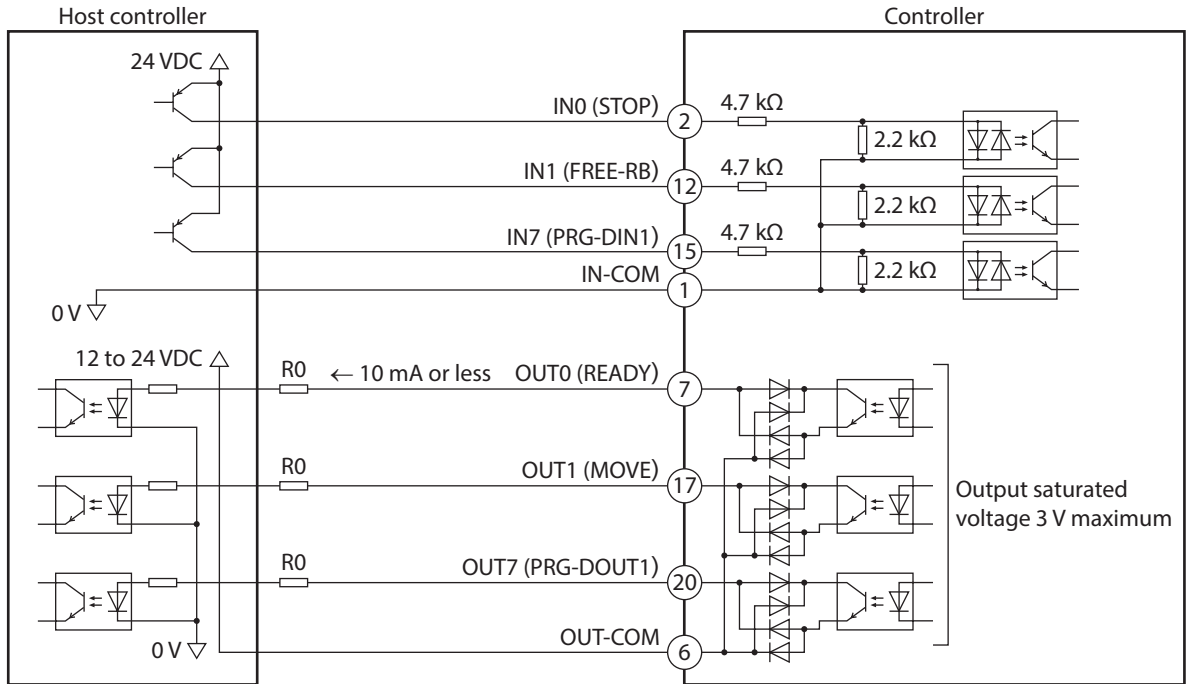 Host controller
Controller
24 VDC
IN0 (STOP)
2
4.7 kΩ
2.2 kΩ
IN1 (FREE-RB)
12
4.7 kΩ
2.2 kΩ
IN7 (PRG-DIN1)
15
4.7 kΩ
2.2 kΩ
IN-COM
1
0 V
12 to 24 VDC
R0
← 10 mA or less
OUT0 (READY)
7
R0
OUT1 (MOVE)
17
Output saturated
voltage 3 V maximum
R0
OUT7 (PRG-DOUT1)
20
0 V
OUT-COM
6